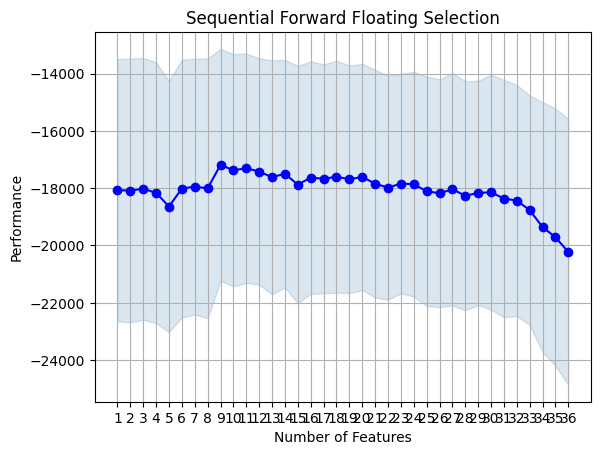 Sequential Forward Floating Selection
Performance
−14000
−16000
−18000
−20000
−22000
−24000
1 2 3 4 5 6 7 8 9 10 11 12 13 14 15 16 17 18 19 20 21 22 23 24 25 26 27 28 29 30 31 32 33 34 35 36
Number of Features